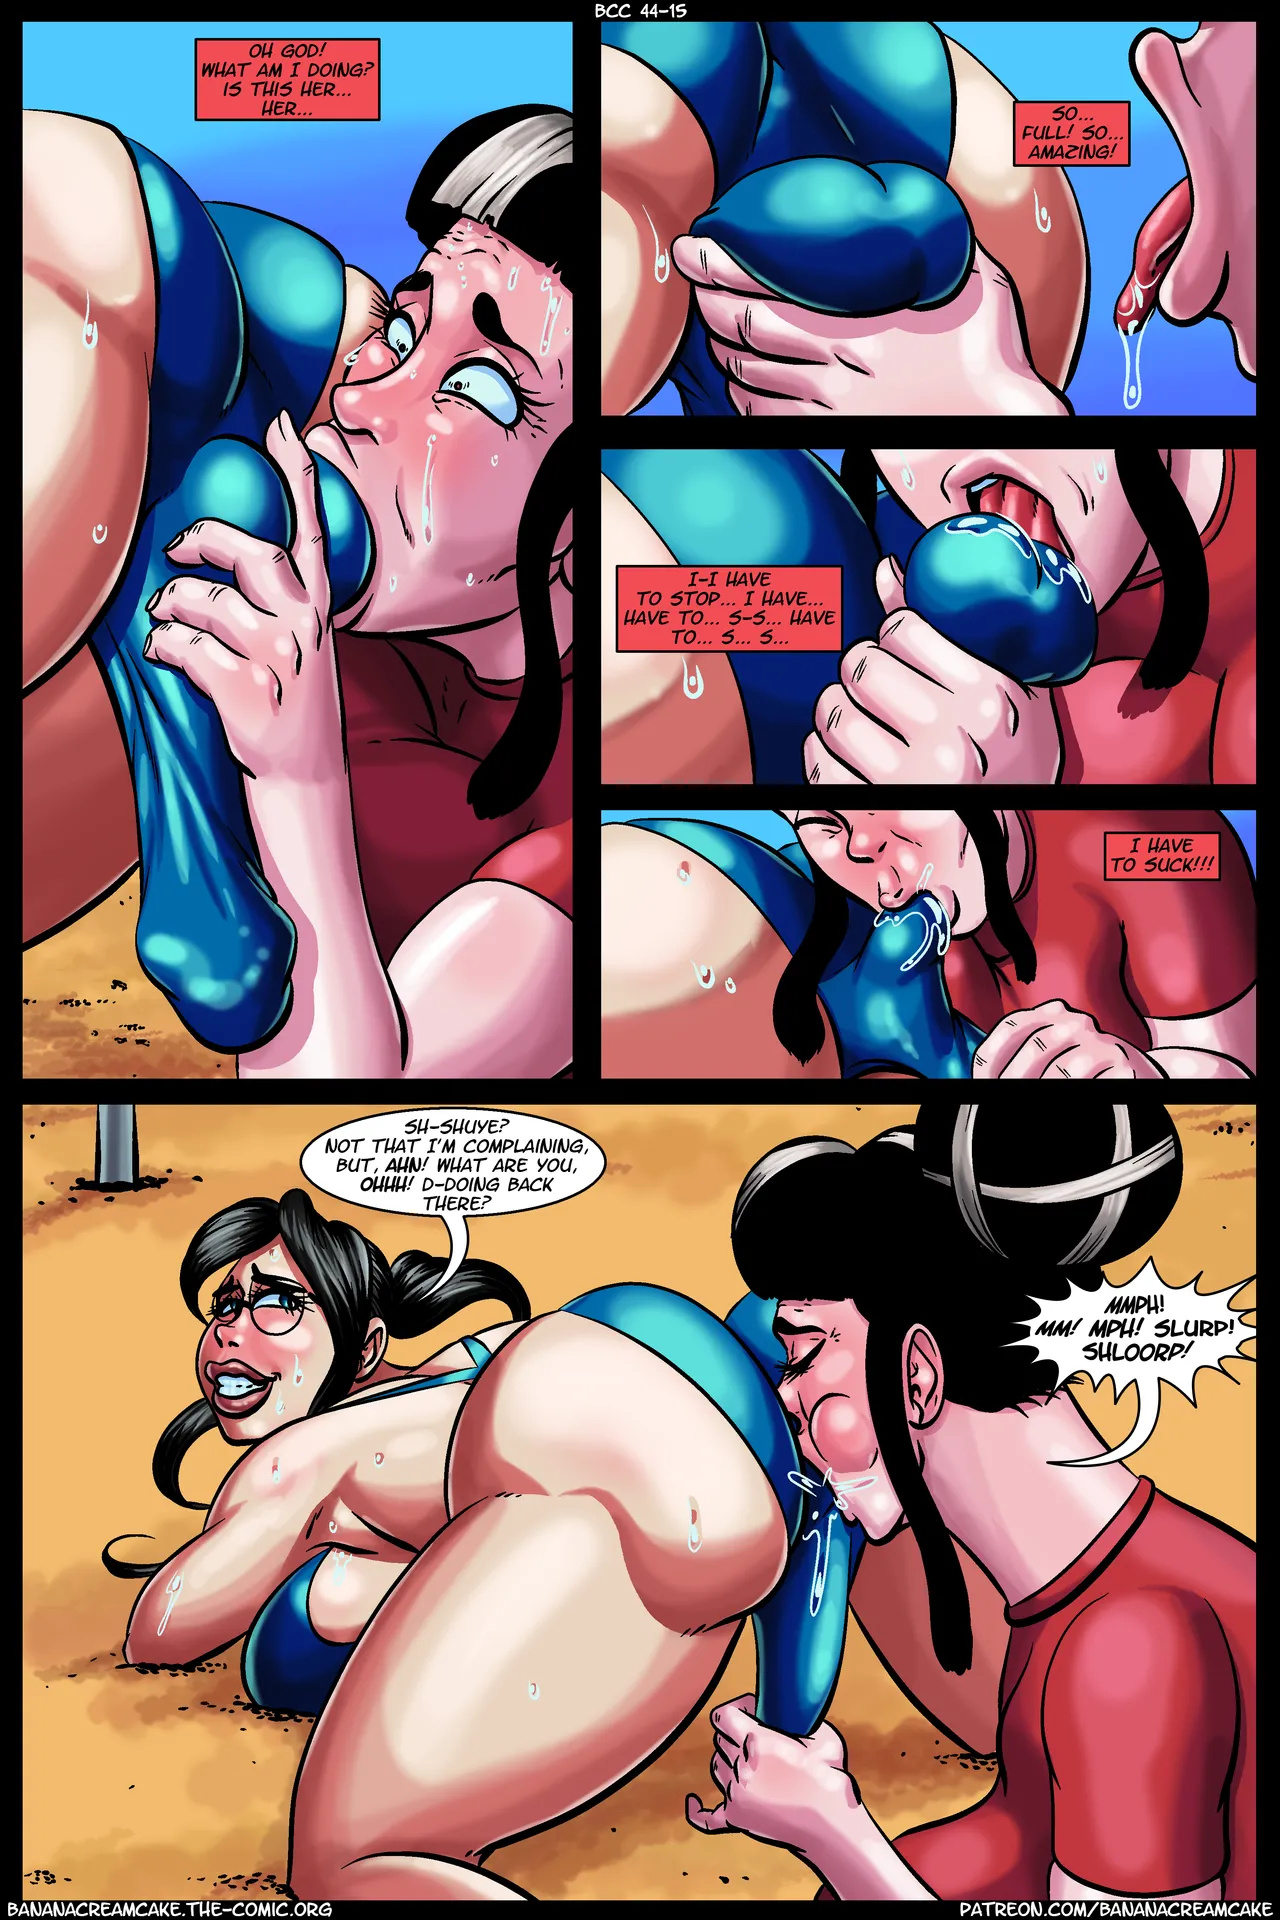 BCC 44-15
OH GOD!
WHAT AM I DOING?
IS THIS HER...
HER...
SO...
FULL! SO...
AMAZING!
I-I HAVE
TO STOP... I HAVE...
HAVE TO... S-S... HAVE
TO... S... S...
I HAVE
TO SUCK!!!
SH-SHUYE?
NOT THAT I'M COMPLAINING,
BUT, AHN! WHAT ARE YOU,
OHHH! D-DOING BACK
THERE?
MMPH!
MM! MPH! SLURP!
SHLOORP!
BANANACREAMCAKE.THE-COMIC.ORG
PATREON.COM/BANANACREAMCAKE